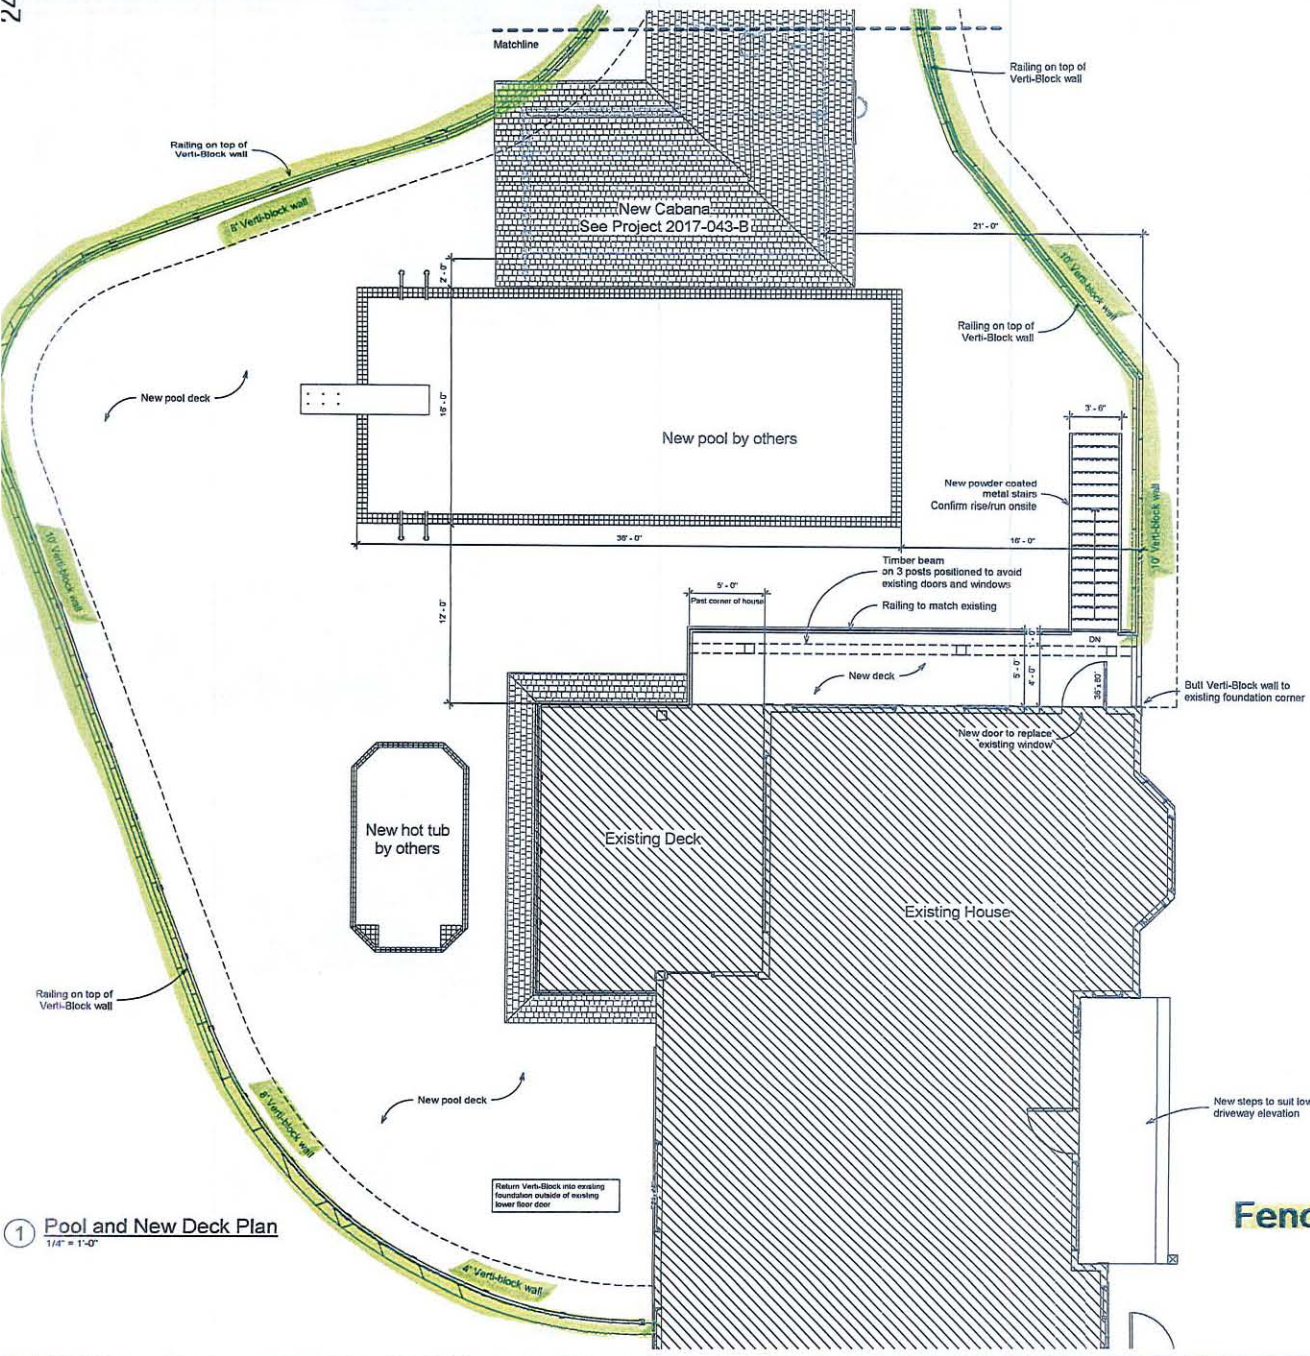 24
Matchline
Railing on top of
Verti-Block wall
Railing on top of
Verti-Block wall
8' Verti-block wall
New Cabana
See Project 2017-043-B
21' - 0"
10' Verti-block wall
2' - 0"
Railing on top of
Verti-Block wall
New pool deck
16' - 0"
New pool by others
3' - 6"
New powder coated
metal stairs
Confirm rise/run onsite
10' Verti-block wall
10' Verti-block wall
36' - 0"
16' - 0"
Timber beam
on 3 posts positioned to avoid
existing doors and windows
5' - 0"
Past corner of house
Railing to match existing
12' - 0"
1' - 0"
DN
5' - 0"
4' - 0"
36" x 80"
New deck
Butt Verti-Block wall to
existing foundation corner
New door to replace
existing window
New hot tub
by others
Existing Deck
Existing House
Railing on top of
Verti-Block wall
New pool deck
8' Verti-block wall
New steps to suit low
driveway elevation
Return Verti-Block into existing
foundation outside of existing
lower floor door
Fenc
1 Pool and New Deck Plan
1/4" = 1'-0"
4' Verti-block wall